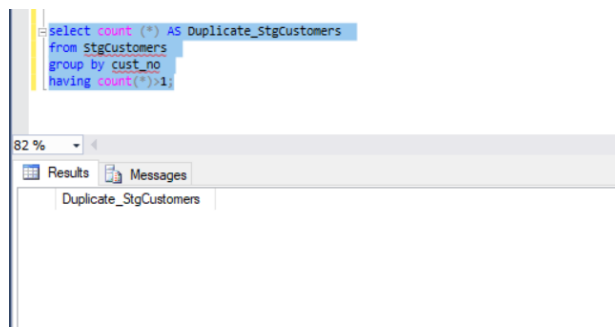 select count (*) AS Duplicate_StgCustomers
from StgCustomers
group by cust_no
having count(*)>1;
82 %
Results Messages
Duplicate_StgCustomers